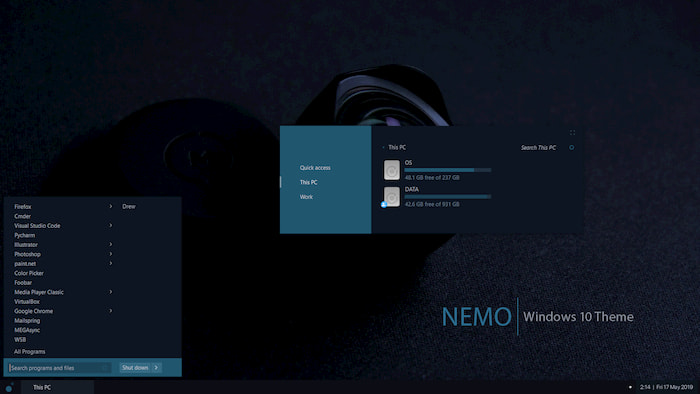 This PC
Search This PC
Quick access
This PC
Work
OS
48.1 GB free of 237 GB
DATA
42.6 GB free of 931 GB
Firefox
Drew
Cmder
Visual Studio Code
Pycharm
Illustrator
Photoshop
paint.net
Color Picker
Foobar
Media Player Classic
VirtualBox
Google Chrome
Mailspring
MEGAsync
WSB
All Programs
Search programs and files
Shut down
NEMO
Windows 10 Theme
This PC
2:14 | Fri 17 May 2019